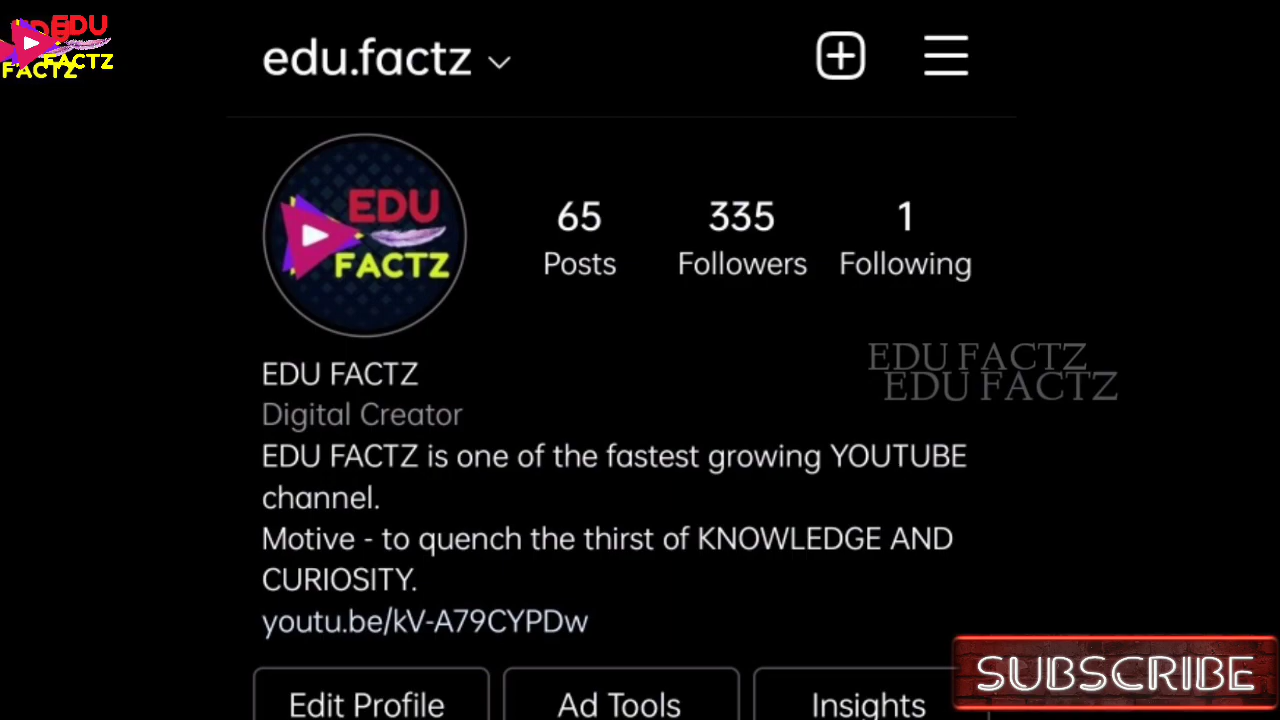 EDU
FACTZ
EDU
FACTZ
edu.factz
EDU
FACTZ
65
335
1
Posts
Followers
Following
EDU FACTZ
EDU FACTZ
EDU FACTZ
Digital Creator
EDU FACTZ is one of the fastest growing YOUTUBE
channel.
Motive - to quench the thirst of KNOWLEDGE AND
CURIOSITY.
youtu.be/kV-A79CYPDw
Edit Profile
Ad Tools
Insights
SUBSCRIBE